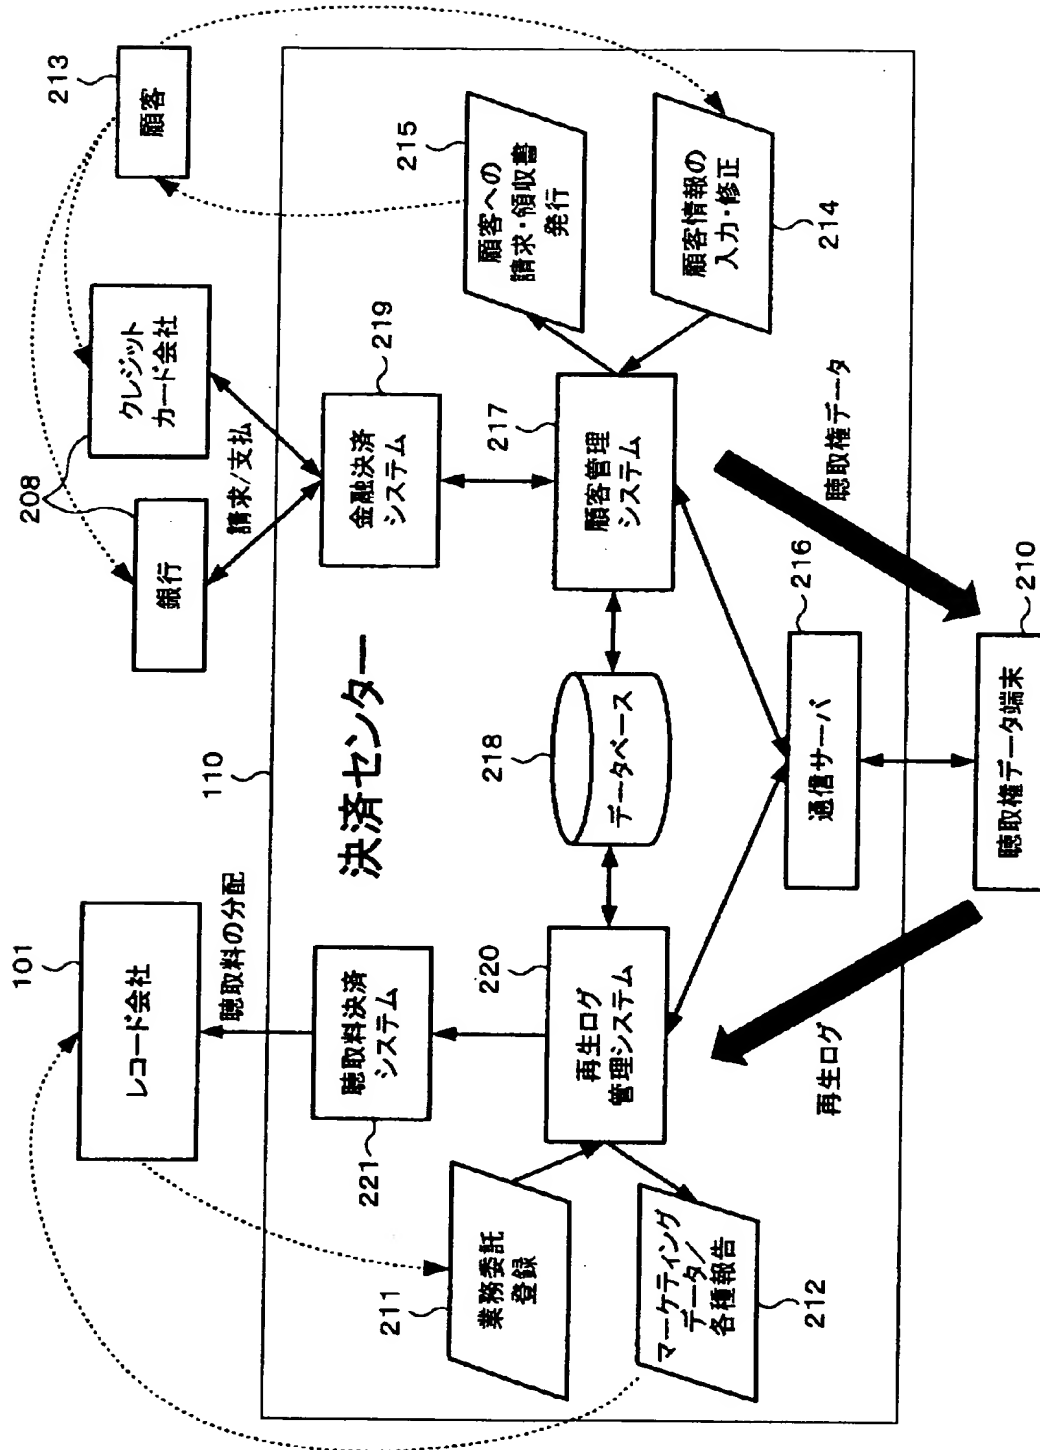 101
レコード会社
聴取料の分配
208
銀行
クレジット
カード会社
請求/支払
213
顧客
110
決済センター
221
聴取料決済
システム
金融決済
システム
219
211
業務委託
登録
220
再生ログ
管理システム
218
データベース
217
顧客管理
システム
215
顧客への
請求・領収書
発行
マーケティング
データ/
各種報告
212
顧客情報の
入力・修正
214
再生ログ
通信サーバ
216
聴取権データ
聴取権データ端末
210